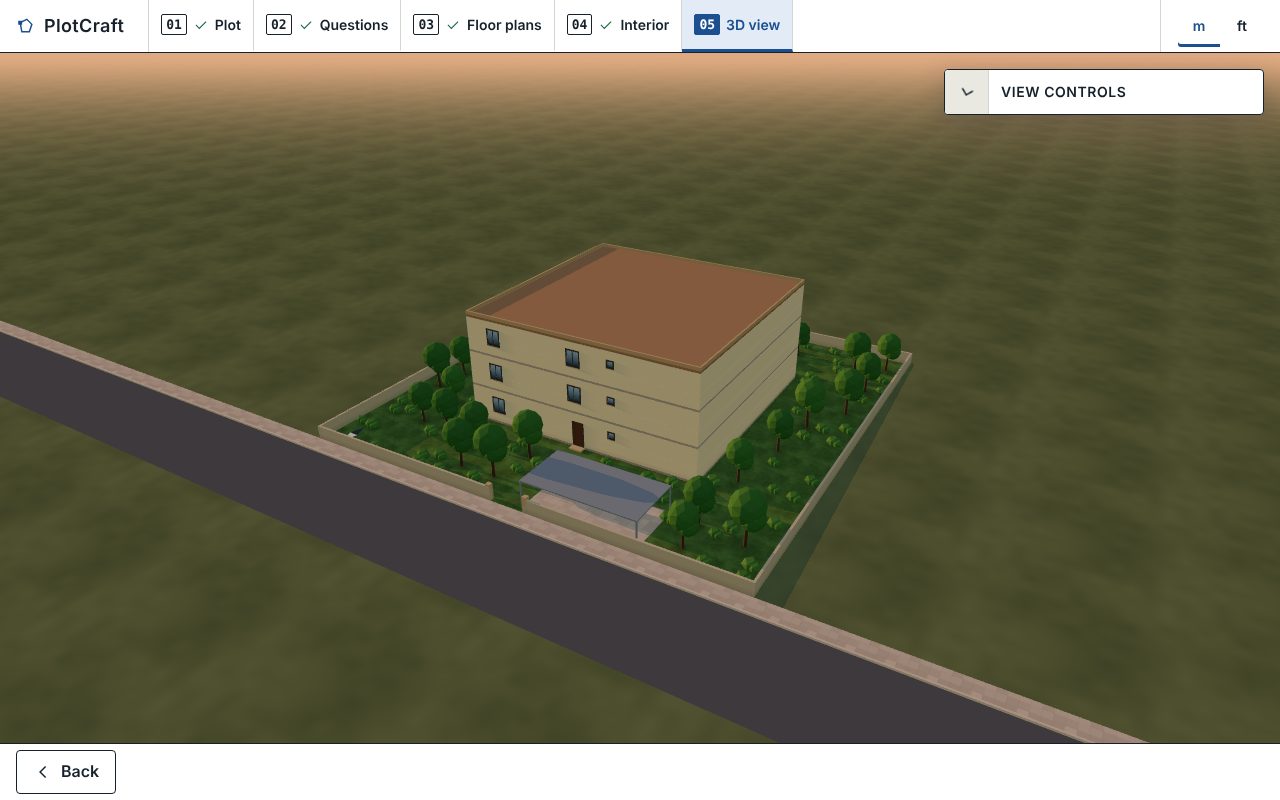 PlotCraft
01 Plot
02 Questions
03 Floor plans
04 Interior
05 3D view
m
ft
VIEW CONTROLS
Back